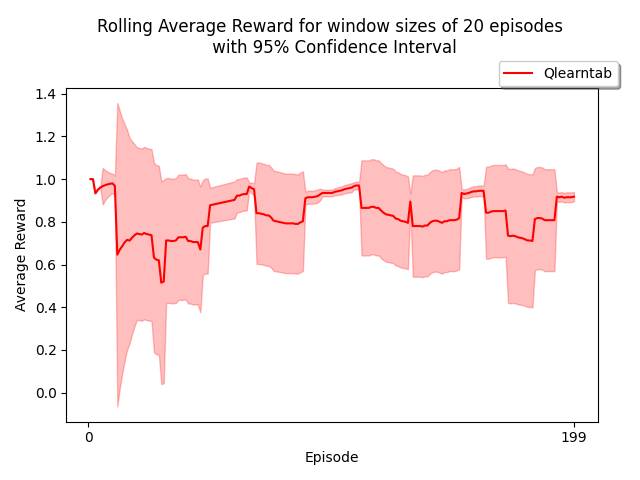 Rolling Average Reward for window sizes of 20 episodes
with 95% Confidence Interval
Qlearntab
1.4
1.2
1.0
0.8
0.6
0.4
0.2
0.0
Average Reward
0
199
Episode